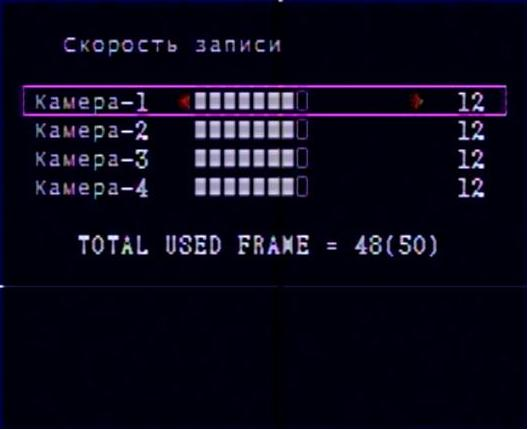 Скорость записи
Камера-1 12
Камера-2 12
Камера-3 12
Камера-4 12
TOTAL USED FRAME = 48(50)